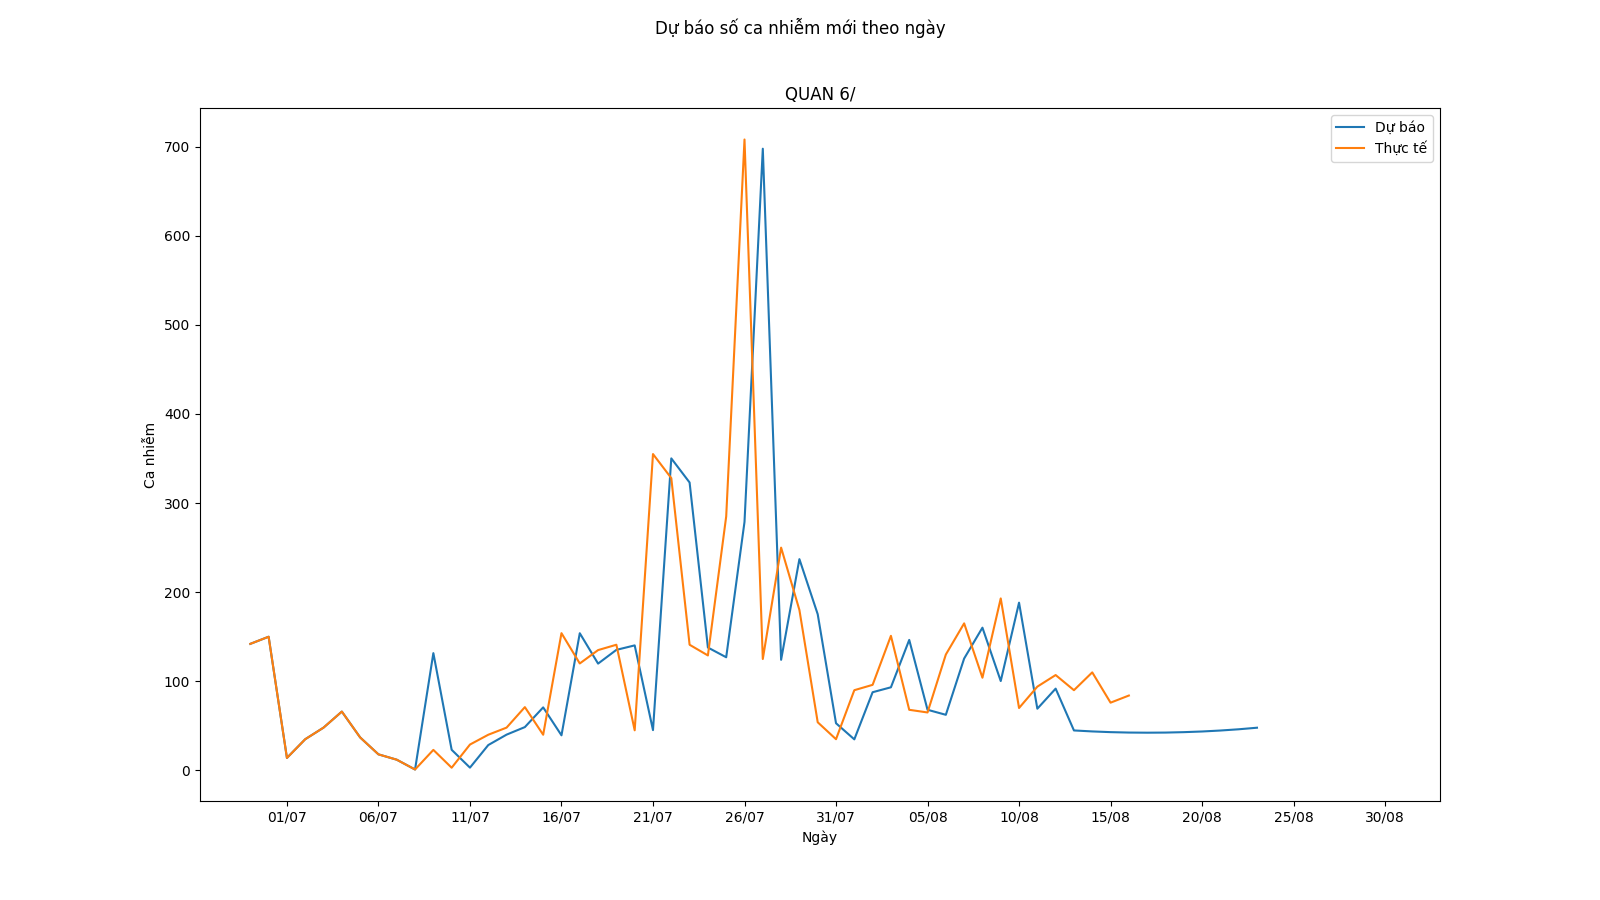 Dự báo số ca nhiễm mới theo ngày
QUAN 6/
Dự báo
Thực tế
700
600
500
400
300
200
100
0
Ca nhiễm
01/07 06/07 11/07 16/07 21/07 26/07 31/07 05/08 10/08 15/08 20/08 25/08 30/08
Ngày